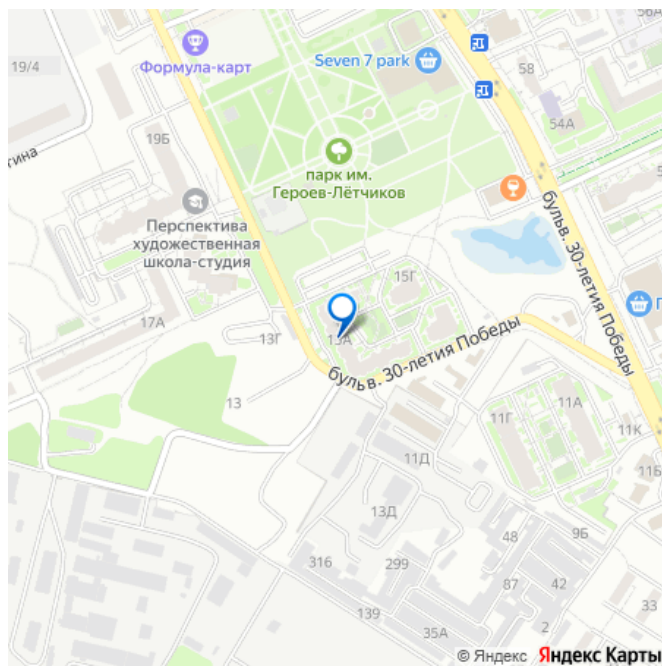 19/4
Формула-карт
Seven 7 park
56А
58
54А
19Б
тина
парк им.
Героев-Лётчиков
Перспектива
художественная
школа-студия
бульв. 30-летия Победы
15Г
17А
13Г
бульв. 30-летия Победы
13
11Г
11А
11К
11Д
11Б
13Д
9Б
48
316
299
87
42
33
139
35А
2
© Яндекс Яндекс Карты